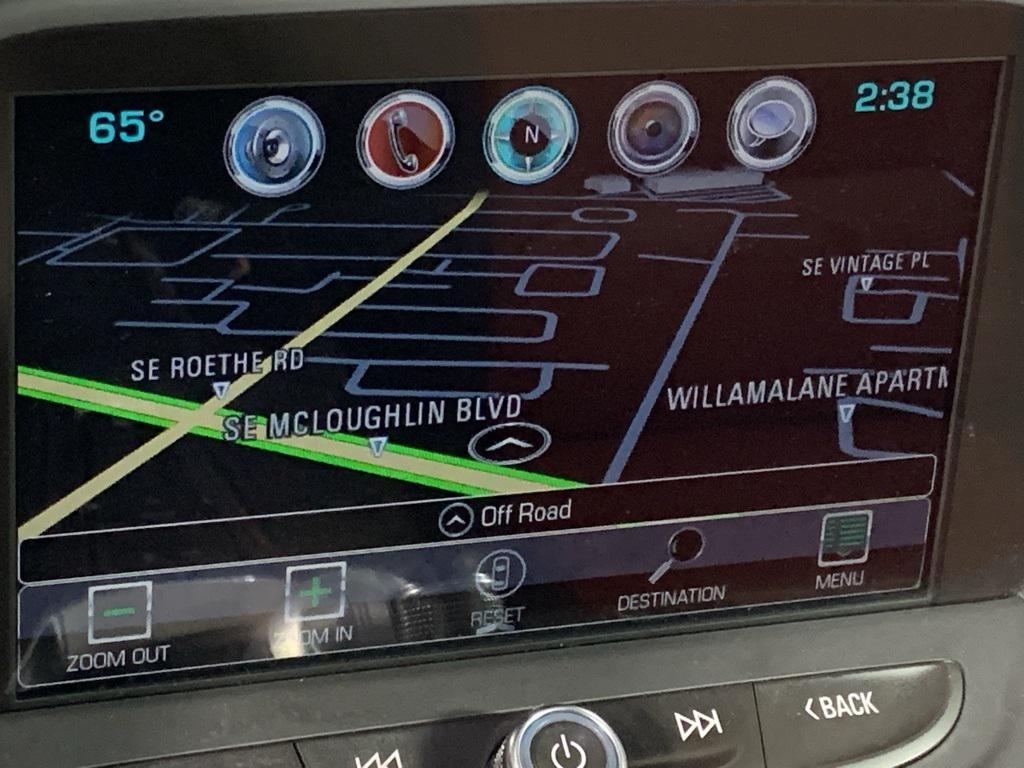 65°
2:38
N
SE VINTAGE PL
SE ROETHE RD
WILLAMALANE APARTM
SE MCLOUGHLIN BLVD
Off Road
ZOOM OUT
ZOOM IN
RESET
DESTINATION
MENU
BACK